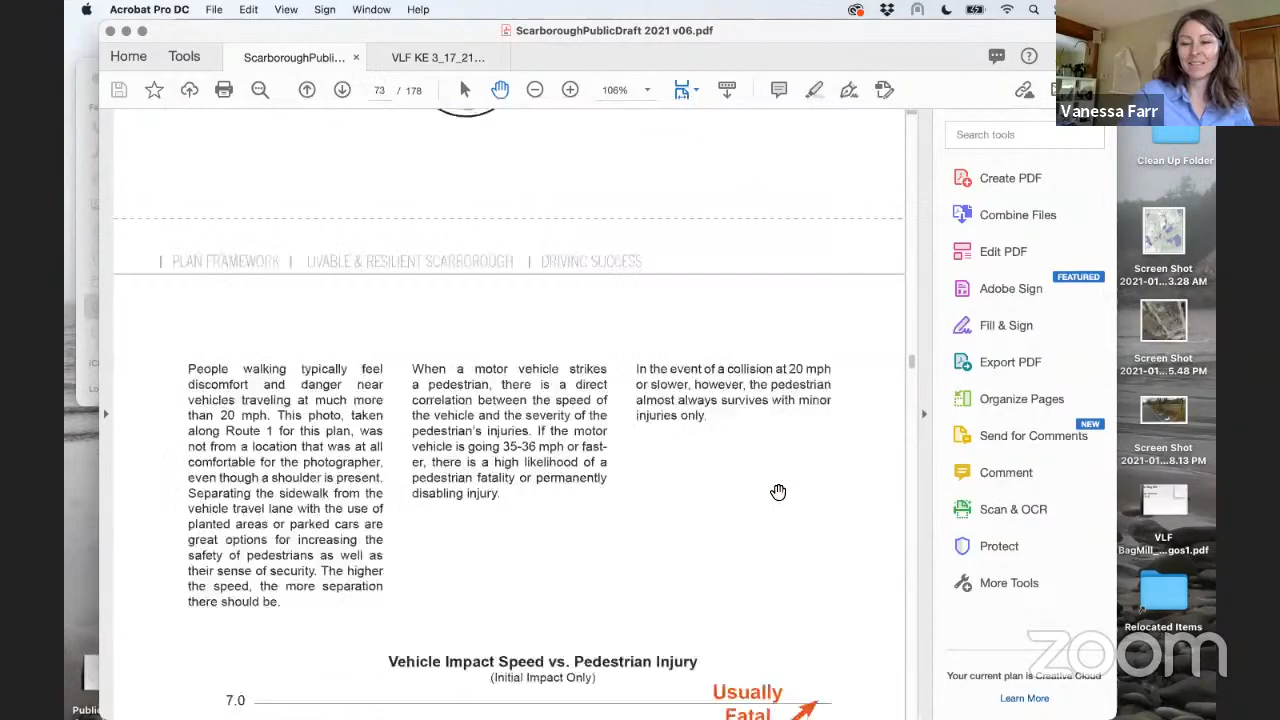 Acrobat Pro DC File Edit View Sign Window Help
ScarboroughPublicDraft 2021 v06.pdf
Home Tools ScarboroughPubli... × VLF KE 3_17_21...
73 / 178 106%
Vanessa Farr
Search tools
Clean Up Folder
Create PDF
Combine Files
Edit PDF
Adobe Sign
FEATURED
Fill & Sign
Export PDF
Organize Pages
Send for Comments
NEW
Comment
Scan & OCR
Protect
More Tools
Your current plan is Creative Cloud
Learn More
Screen Shot
2021-01...3.28 AM
Screen Shot
2021-01...5.48 PM
Screen Shot
2021-01...8.13 PM
VLF
BagMill_...gos1.pdf
Relocated Items
| PLAN FRAMEWORK | LIVABLE & RESILIENT SCARBOROUGH | DRIVING SUCCESS
People walking typically feel
discomfort and danger near
vehicles traveling at much more
than 20 mph. This photo, taken
along Route 1 for this plan, was
not from a location that was at all
comfortable for the photographer,
even though a shoulder is present.
Separating the sidewalk from the
vehicle travel lane with the use of
planted areas or parked cars are
great options for increasing the
safety of pedestrians as well as
their sense of security. The higher
the speed, the more separation
there should be.
When a motor vehicle strikes
a pedestrian, there is a direct
correlation between the speed of
the vehicle and the severity of the
pedestrian's injuries. If the motor
vehicle is going 35-36 mph or fast-
er, there is a high likelihood of a
pedestrian fatality or permanently
disabling injury.
In the event of a collision at 20 mph
or slower, however, the pedestrian
almost always survives with minor
injuries only.
Vehicle Impact Speed vs. Pedestrian Injury
(Initial Impact Only)
7.0
Usually
Fatal
Public
zoom